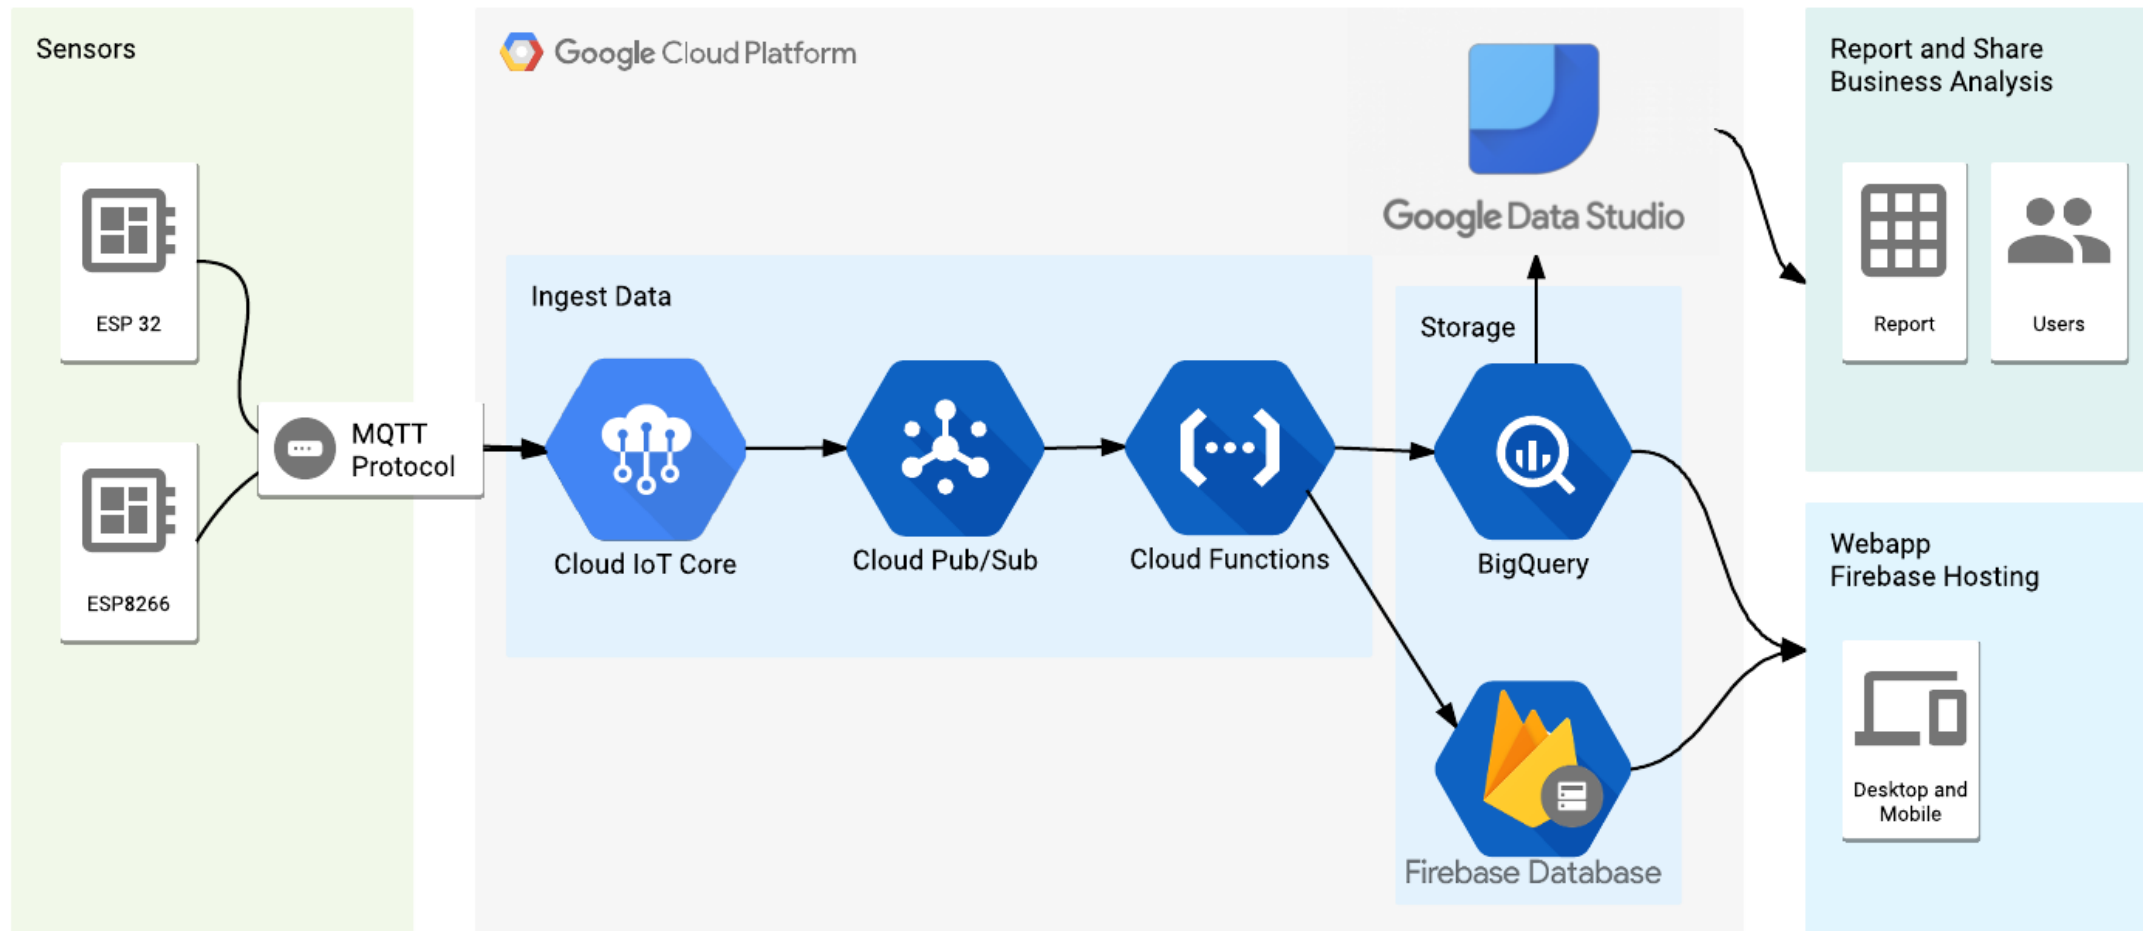 Sensors
ESP 32
ESP8266
MQTT
Protocol
Google Cloud Platform
Ingest Data
Cloud IoT Core
Cloud Pub/Sub
Cloud Functions
Google Data Studio
Storage
BigQuery
Firebase Database
Report and Share
Business Analysis
Report
Users
Webapp
Firebase Hosting
Desktop and
Mobile